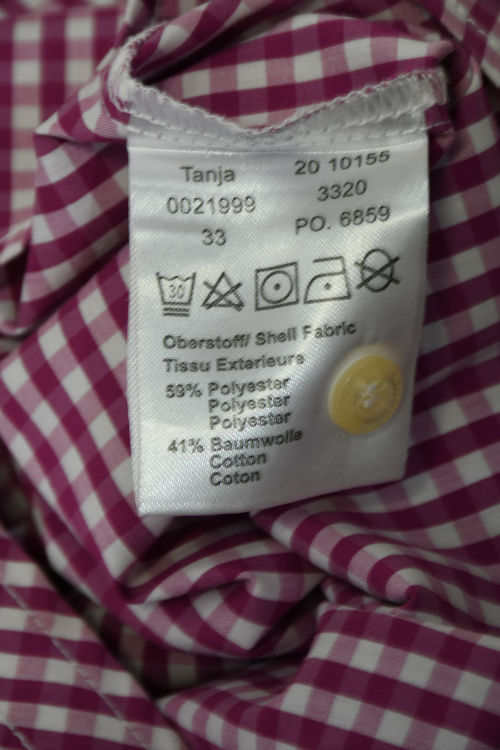 Tanja 20 10155
0021999 3320
33 PO. 6859
30
Oberstoff/ Shell Fabric
Tissu Exterieure
59% Polyester
Polyester
Polyester
41% Baumwolle
Cotton
Coton